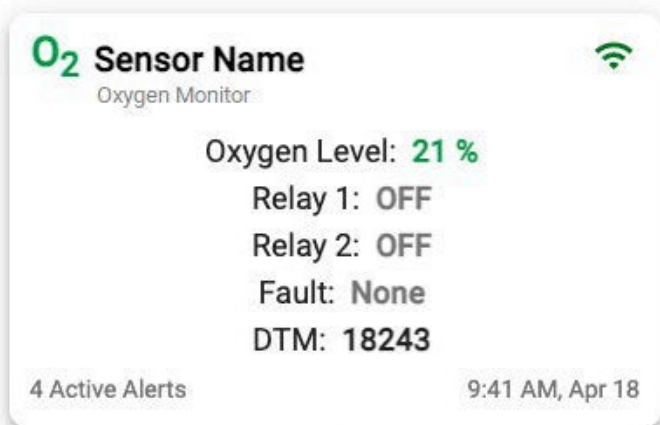 O2 Sensor Name
Oxygen Monitor
Oxygen Level: 21 %
Relay 1: OFF
Relay 2: OFF
Fault: None
DTM: 18243
4 Active Alerts 9:41 AM, Apr 18